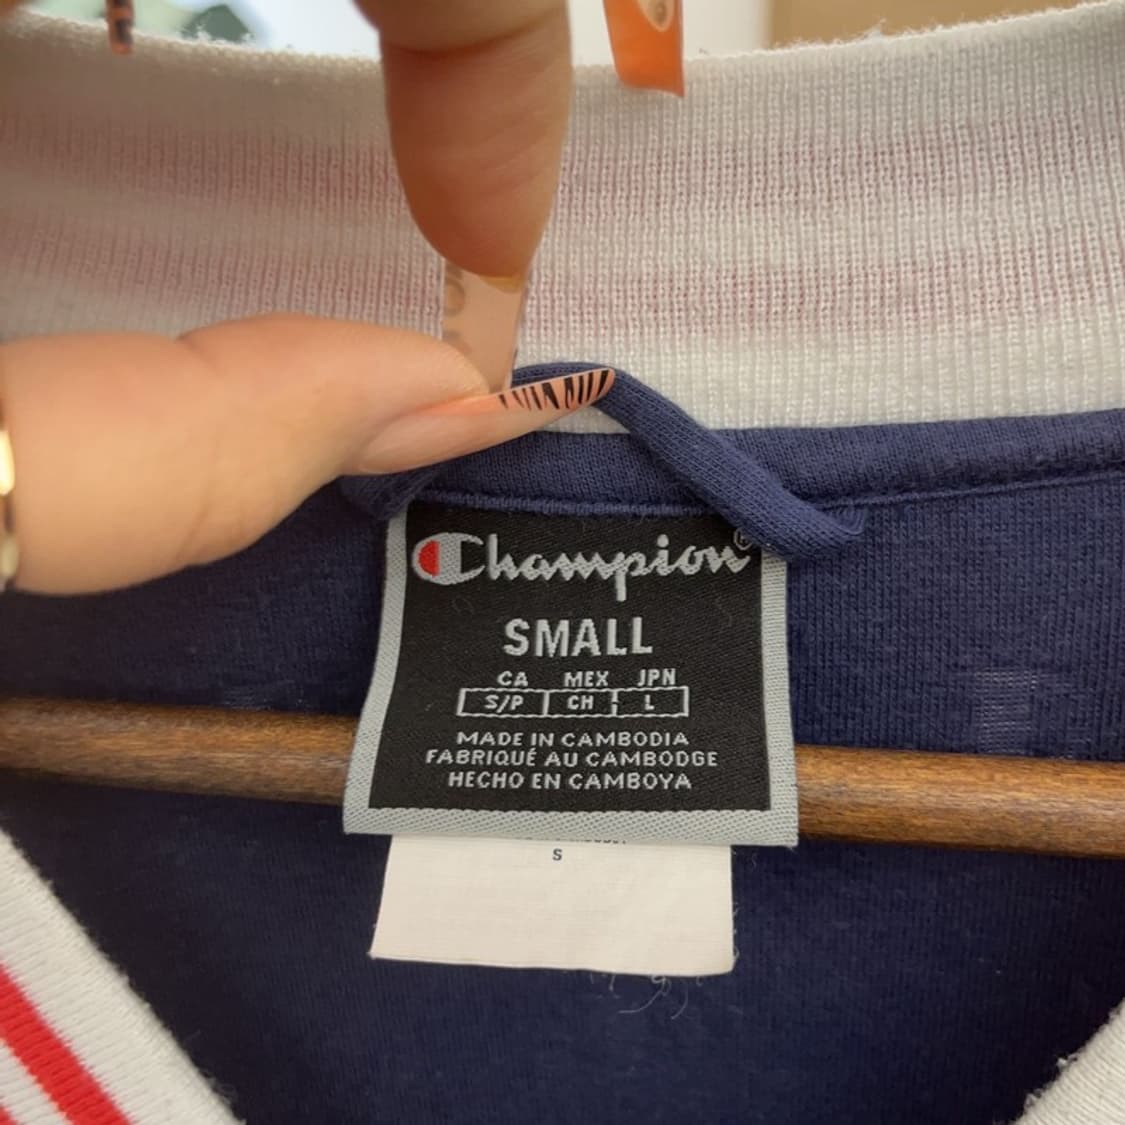 Champion®
SMALL
CA MEX JPN
S/P CH L
MADE IN CAMBODIA
FABRIQUÉ AU CAMBODGE
HECHO EN CAMBOYA
S